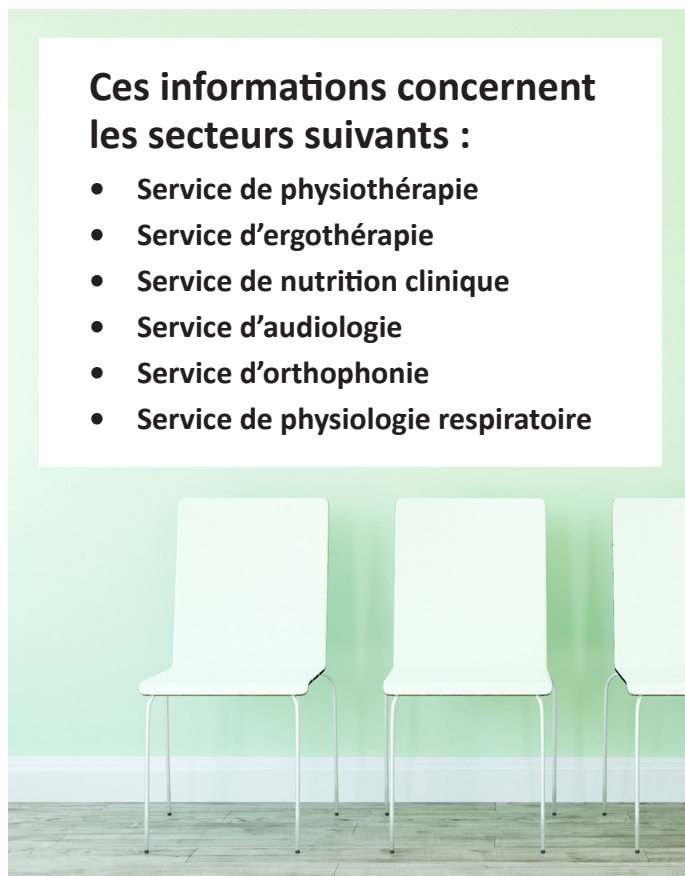 Ces informations concernent
les secteurs suivants :
• Service de physiothérapie
• Service d’ergothérapie
• Service de nutrition clinique
• Service d’audiologie
• Service d’orthophonie
• Service de physiologie respiratoire